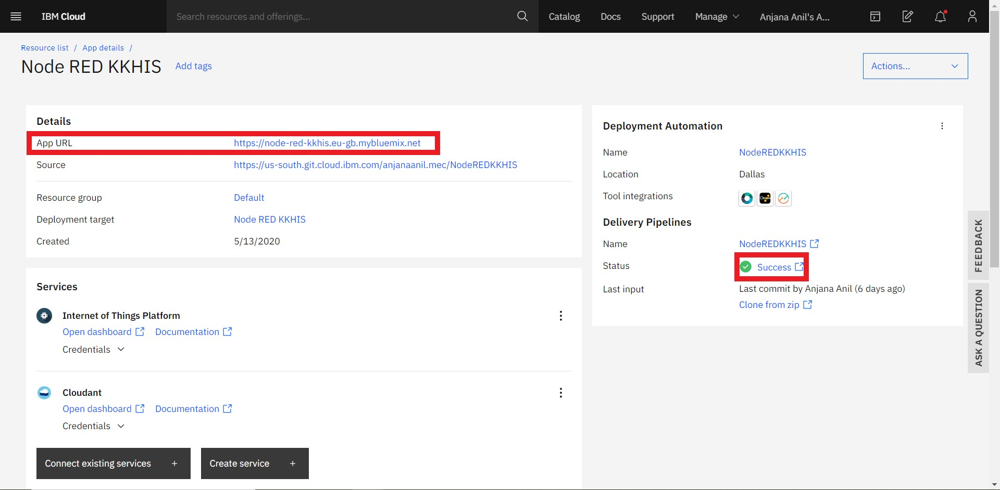 IBM Cloud
Search resources and offerings...
Catalog
Docs
Support
Manage
Anjana Anil's A...
Resource list / App details /
Node RED KKHIS
Add tags
Actions...
Details
App URL https://node-red-kkhis.eu-gb.mybluemix.net
Source https://us-south.git.cloud.ibm.com/anjanaanil.mec/NodeREDKKHIS
Resource group Default
Deployment target Node RED KKHIS
Created 5/13/2020
Services
Internet of Things Platform
Open dashboard Documentation
Credentials
Cloudant
Open dashboard Documentation
Credentials
Connect existing services +
Create service +
Deployment Automation
Name NodeREDKKHIS
Location Dallas
Tool integrations
ORION
Delivery Pipelines
Name NodeREDKKHIS
Status Success
Last input Last commit by Anjana Anil (6 days ago)
Clone from zip
FEEDBACK
ASK A QUESTION